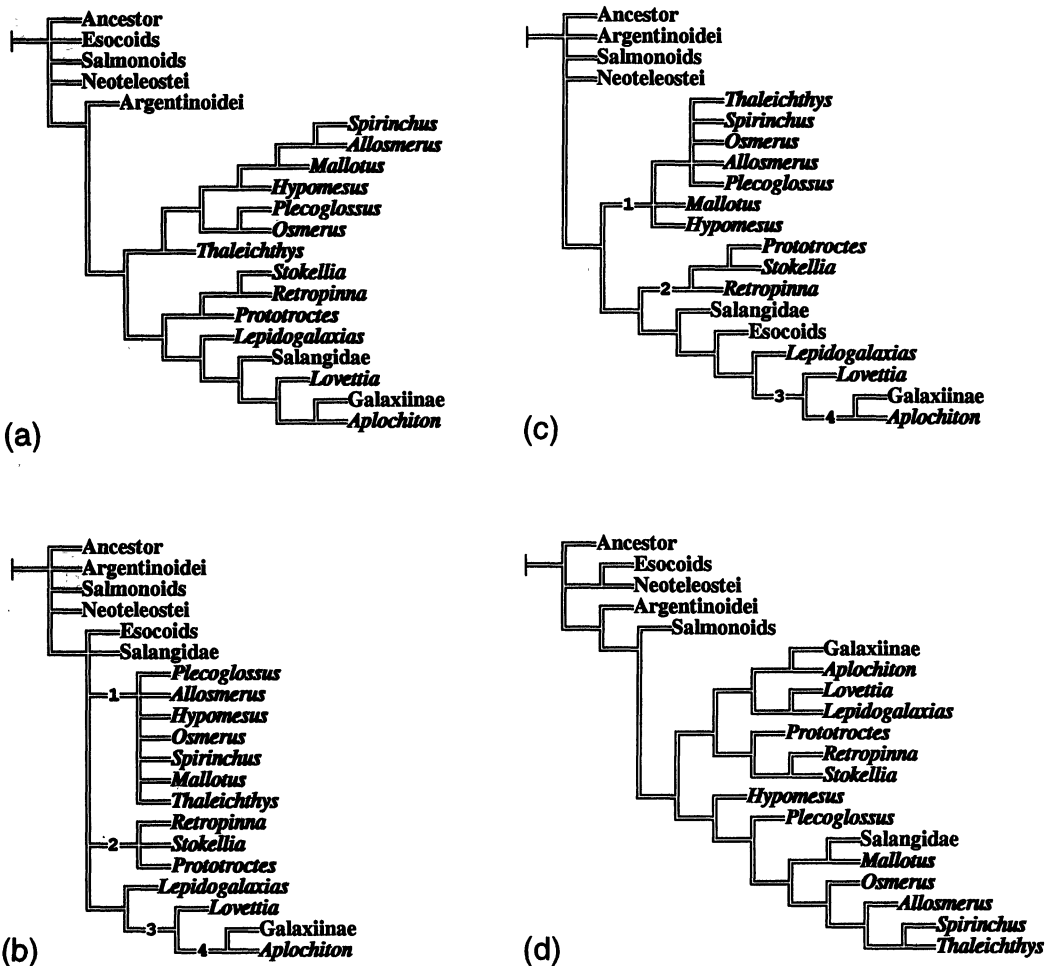 Ancestor
Esocoids
Salmonoids
Neoteleostei
Argentinoidei
Spirinchus
Allosmerus
Mallotus
Hypomesus
Plecoglossus
Osmerus
Thaleichthys
Stokellia
Retropinna
Prototroctes
Lepidogalaxias
Salangidae
Lovettia
Galaxiinae
Aplochiton
(a)
Ancestor
Argentinoidei
Salmonoids
Neoteleostei
Thaleichthys
Spirinchus
Osmerus
Allosmerus
Plecoglossus
1 Mallotus
Hypomesus
Prototroctes
Stokellia
2 Retropinna
Salangidae
Esocoids
Lepidogalaxias
Lovettia
3 Galaxiinae
4 Aplochiton
(c)
Ancestor
Argentinoidei
Salmonoids
Neoteleostei
Esocoids
Salangidae
Plecoglossus
1 Allosmerus
Hypomesus
Osmerus
Spirinchus
Mallotus
Thaleichthys
Retropinna
2 Stokellia
Prototroctes
Lepidogalaxias
Lovettia
3 Galaxiinae
4 Aplochiton
(b)
Ancestor
Esocoids
Neoteleostei
Argentinoidei
Salmonoids
Galaxiinae
Aplochiton
Lovettia
Lepidogalaxias
Prototroctes
Retropinna
Stokellia
Hypomesus
Plecoglossus
Salangidae
Mallotus
Osmerus
Allosmerus
Spirinchus
Thaleichthys
(d)